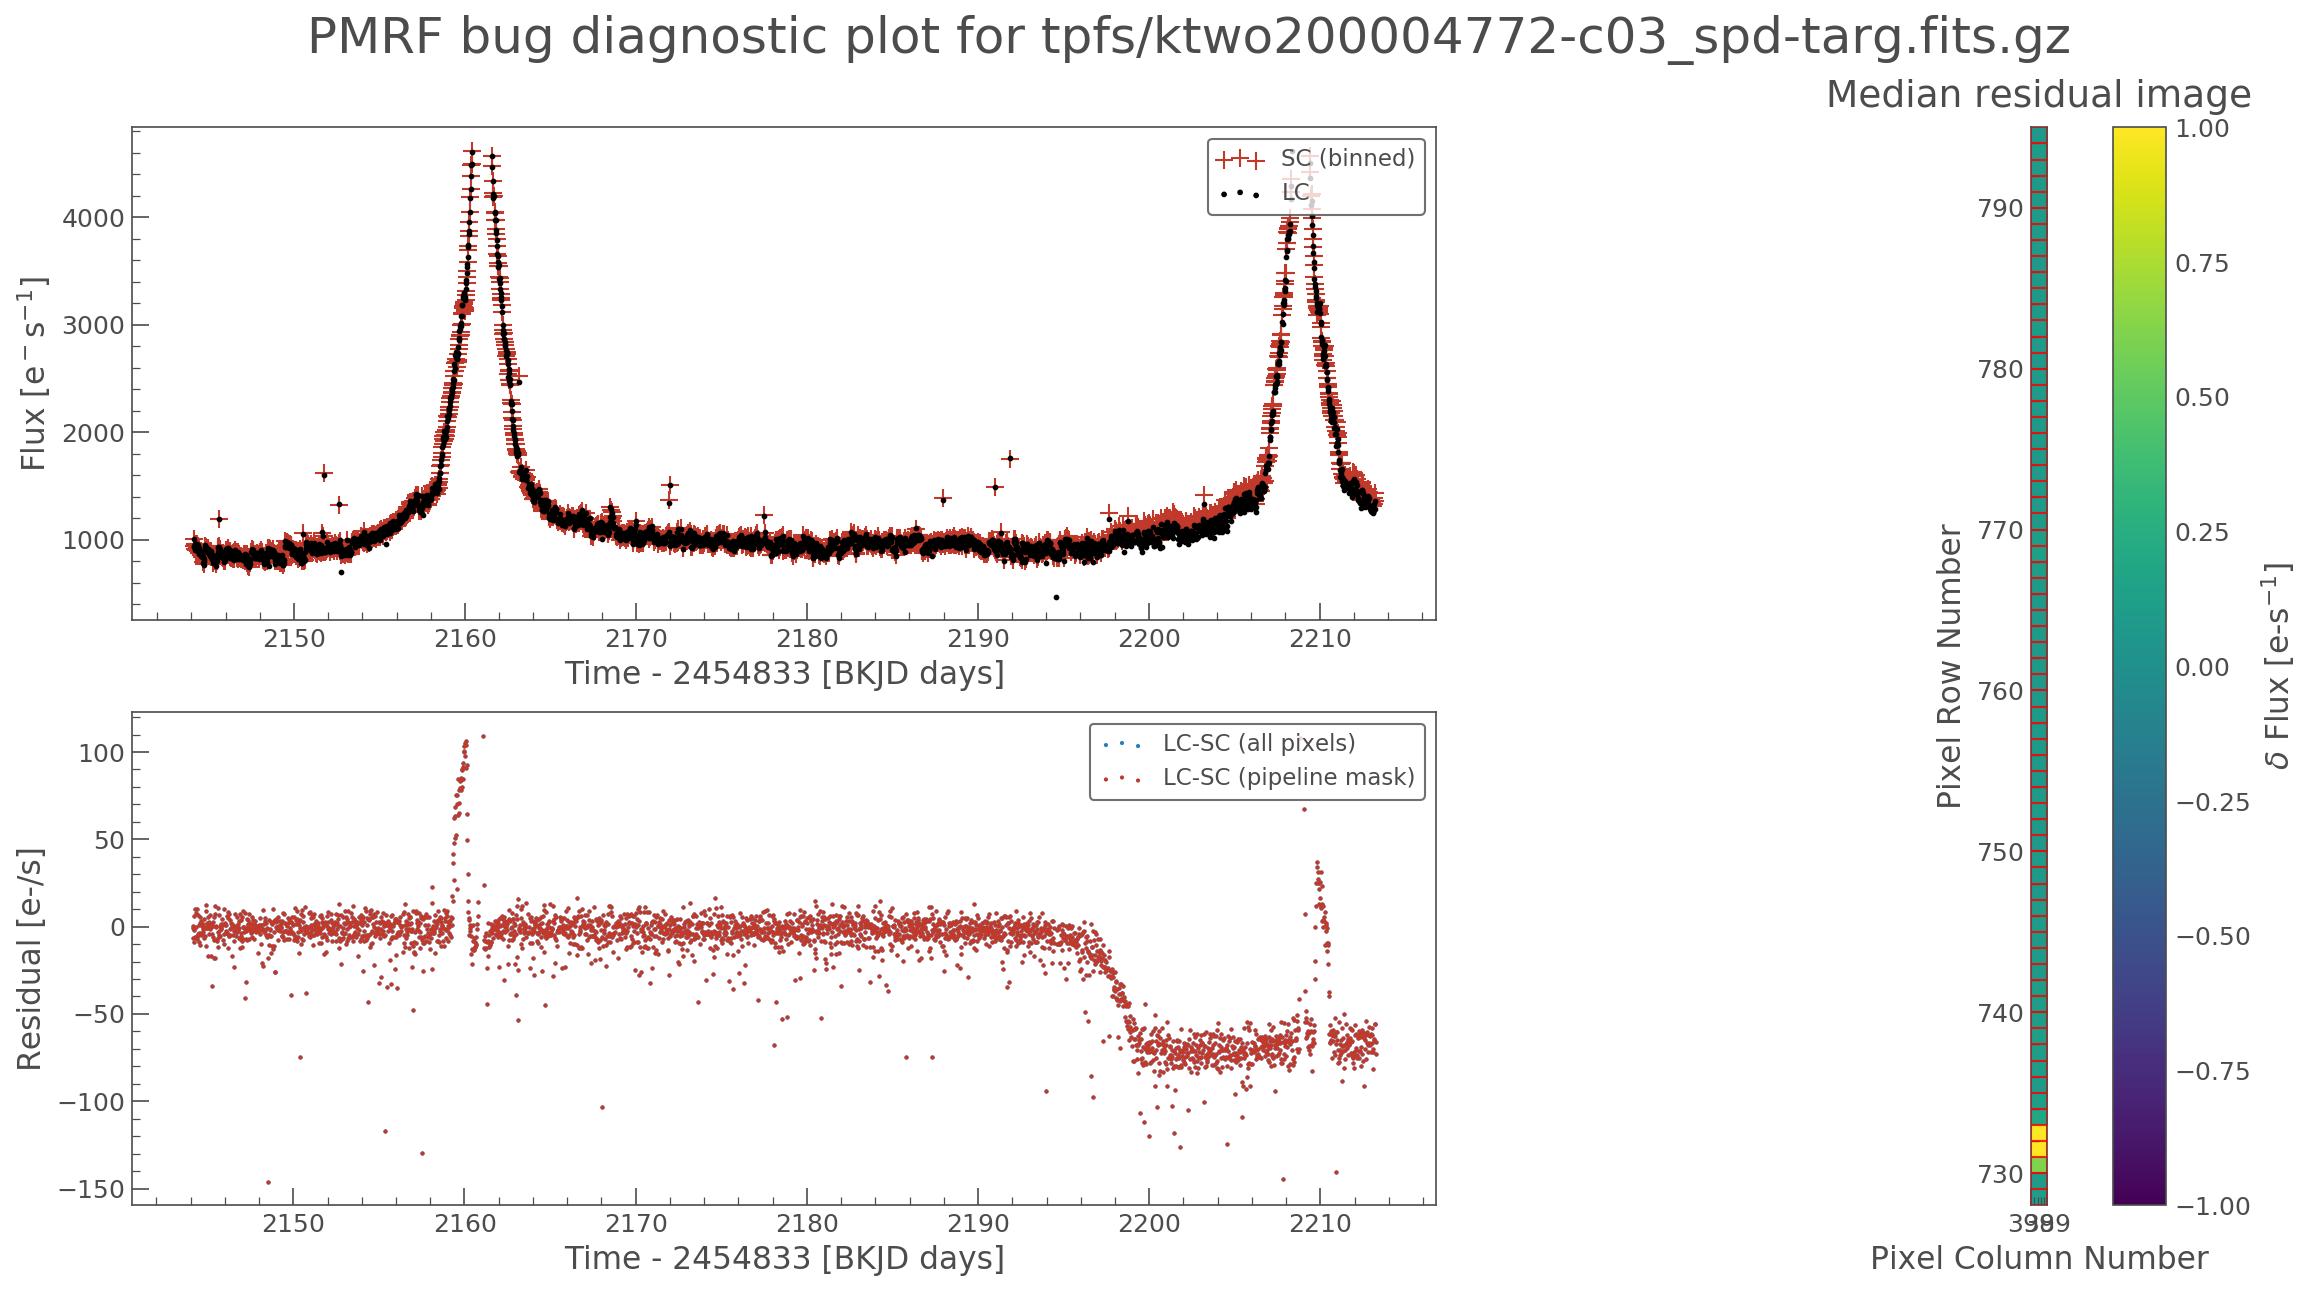 PMRF bug diagnostic plot for tpfs/ktwo200004772-c03_spd-targ.fits.gz
Flux [e⁻ s⁻¹]
4000
3000
2000
1000
SC (binned)
LC
2150 2160 2170 2180 2190 2200 2210
Time - 2454833 [BKJD days]
Residual [e-/s]
100
50
0
−50
−100
−150
LC-SC (all pixels)
LC-SC (pipeline mask)
2150 2160 2170 2180 2190 2200 2210
Time - 2454833 [BKJD days]
Median residual image
Pixel Row Number
790
780
770
760
750
740
730
Pixel Column Number
1.00
0.75
0.50
0.25
0.00
−0.25
−0.50
−0.75
−1.00
δ Flux [e-s⁻¹]